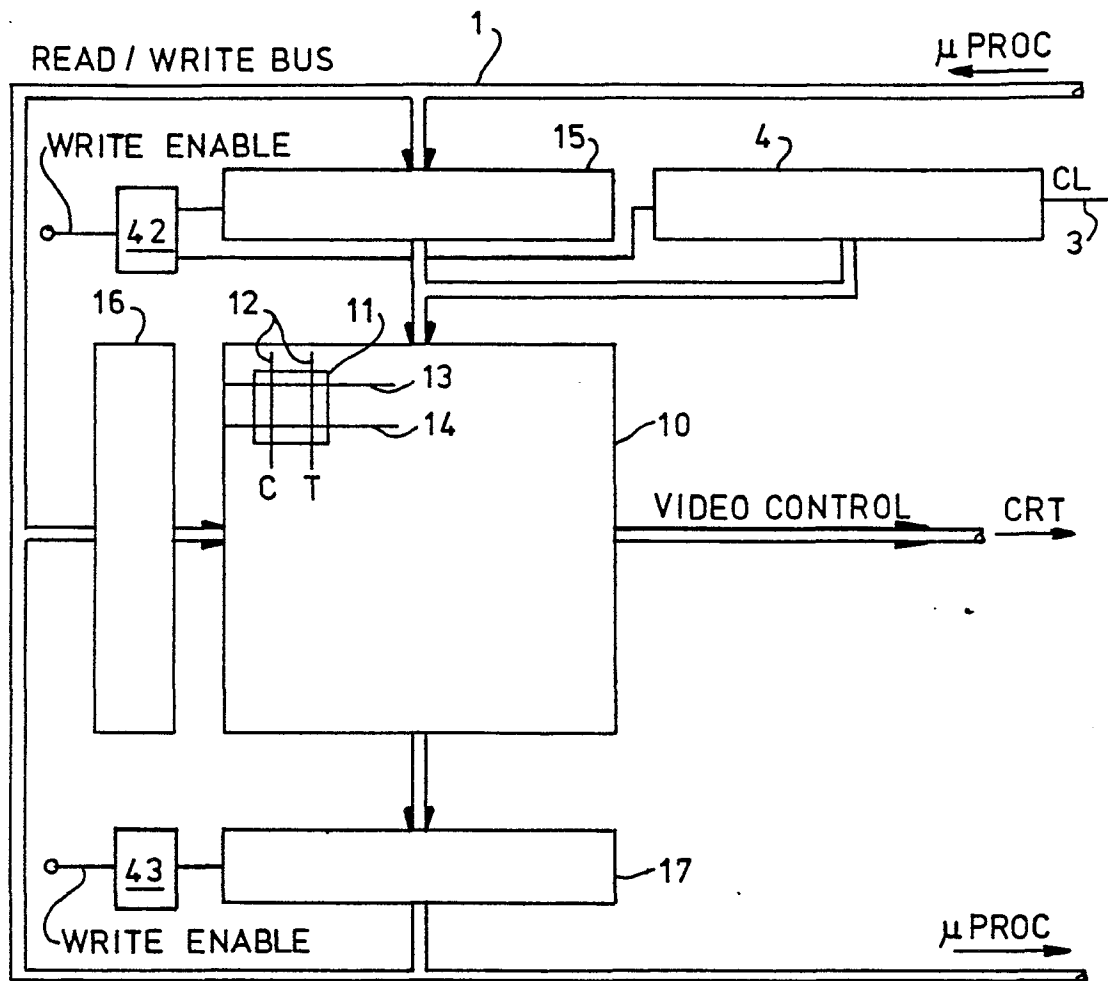 1
READ / WRITE BUS
μ PROC
WRITE ENABLE
15
4
CL
42
3
16
12
11
13
14
10
C T
VIDEO CONTROL
CRT
43
17
WRITE ENABLE
μ PROC